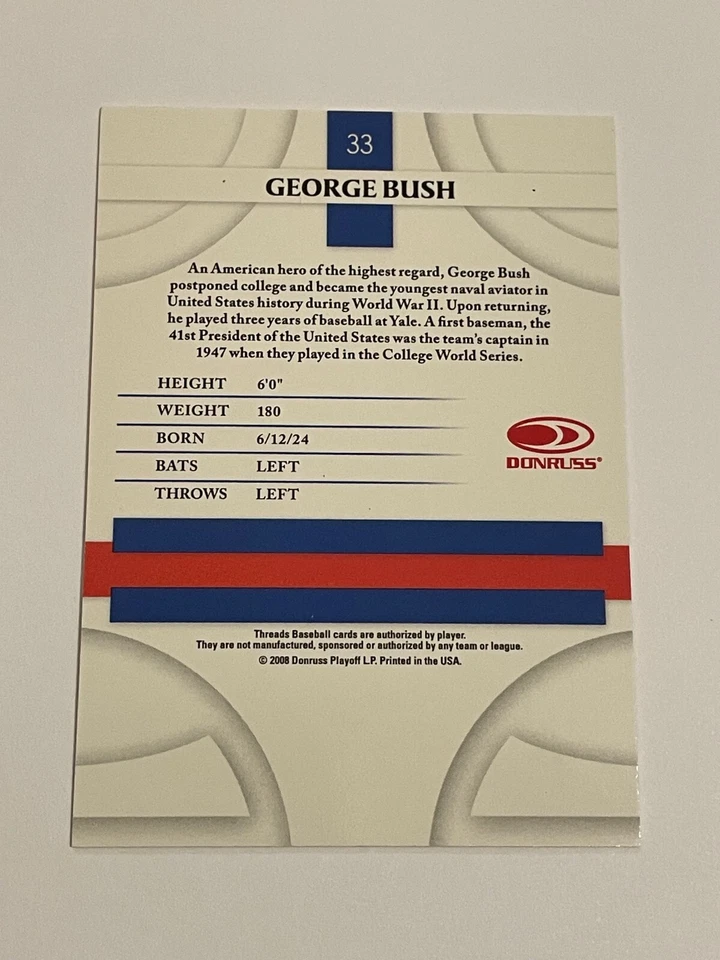 33
GEORGE BUSH
An American hero of the highest regard, George Bush
postponed college and became the youngest naval aviator in
United States history during World War II. Upon returning,
he played three years of baseball at Yale. A first baseman, the
41st President of the United States was the team's captain in
1947 when they played in the College World Series.
HEIGHT 6'0"
WEIGHT 180
BORN 6/12/24
BATS LEFT
THROWS LEFT
DONRUSS®
Threads Baseball cards are authorized by player.
They are not manufactured, sponsored or authorized by any team or league.
© 2008 Donruss Playoff L.P. Printed in the USA.